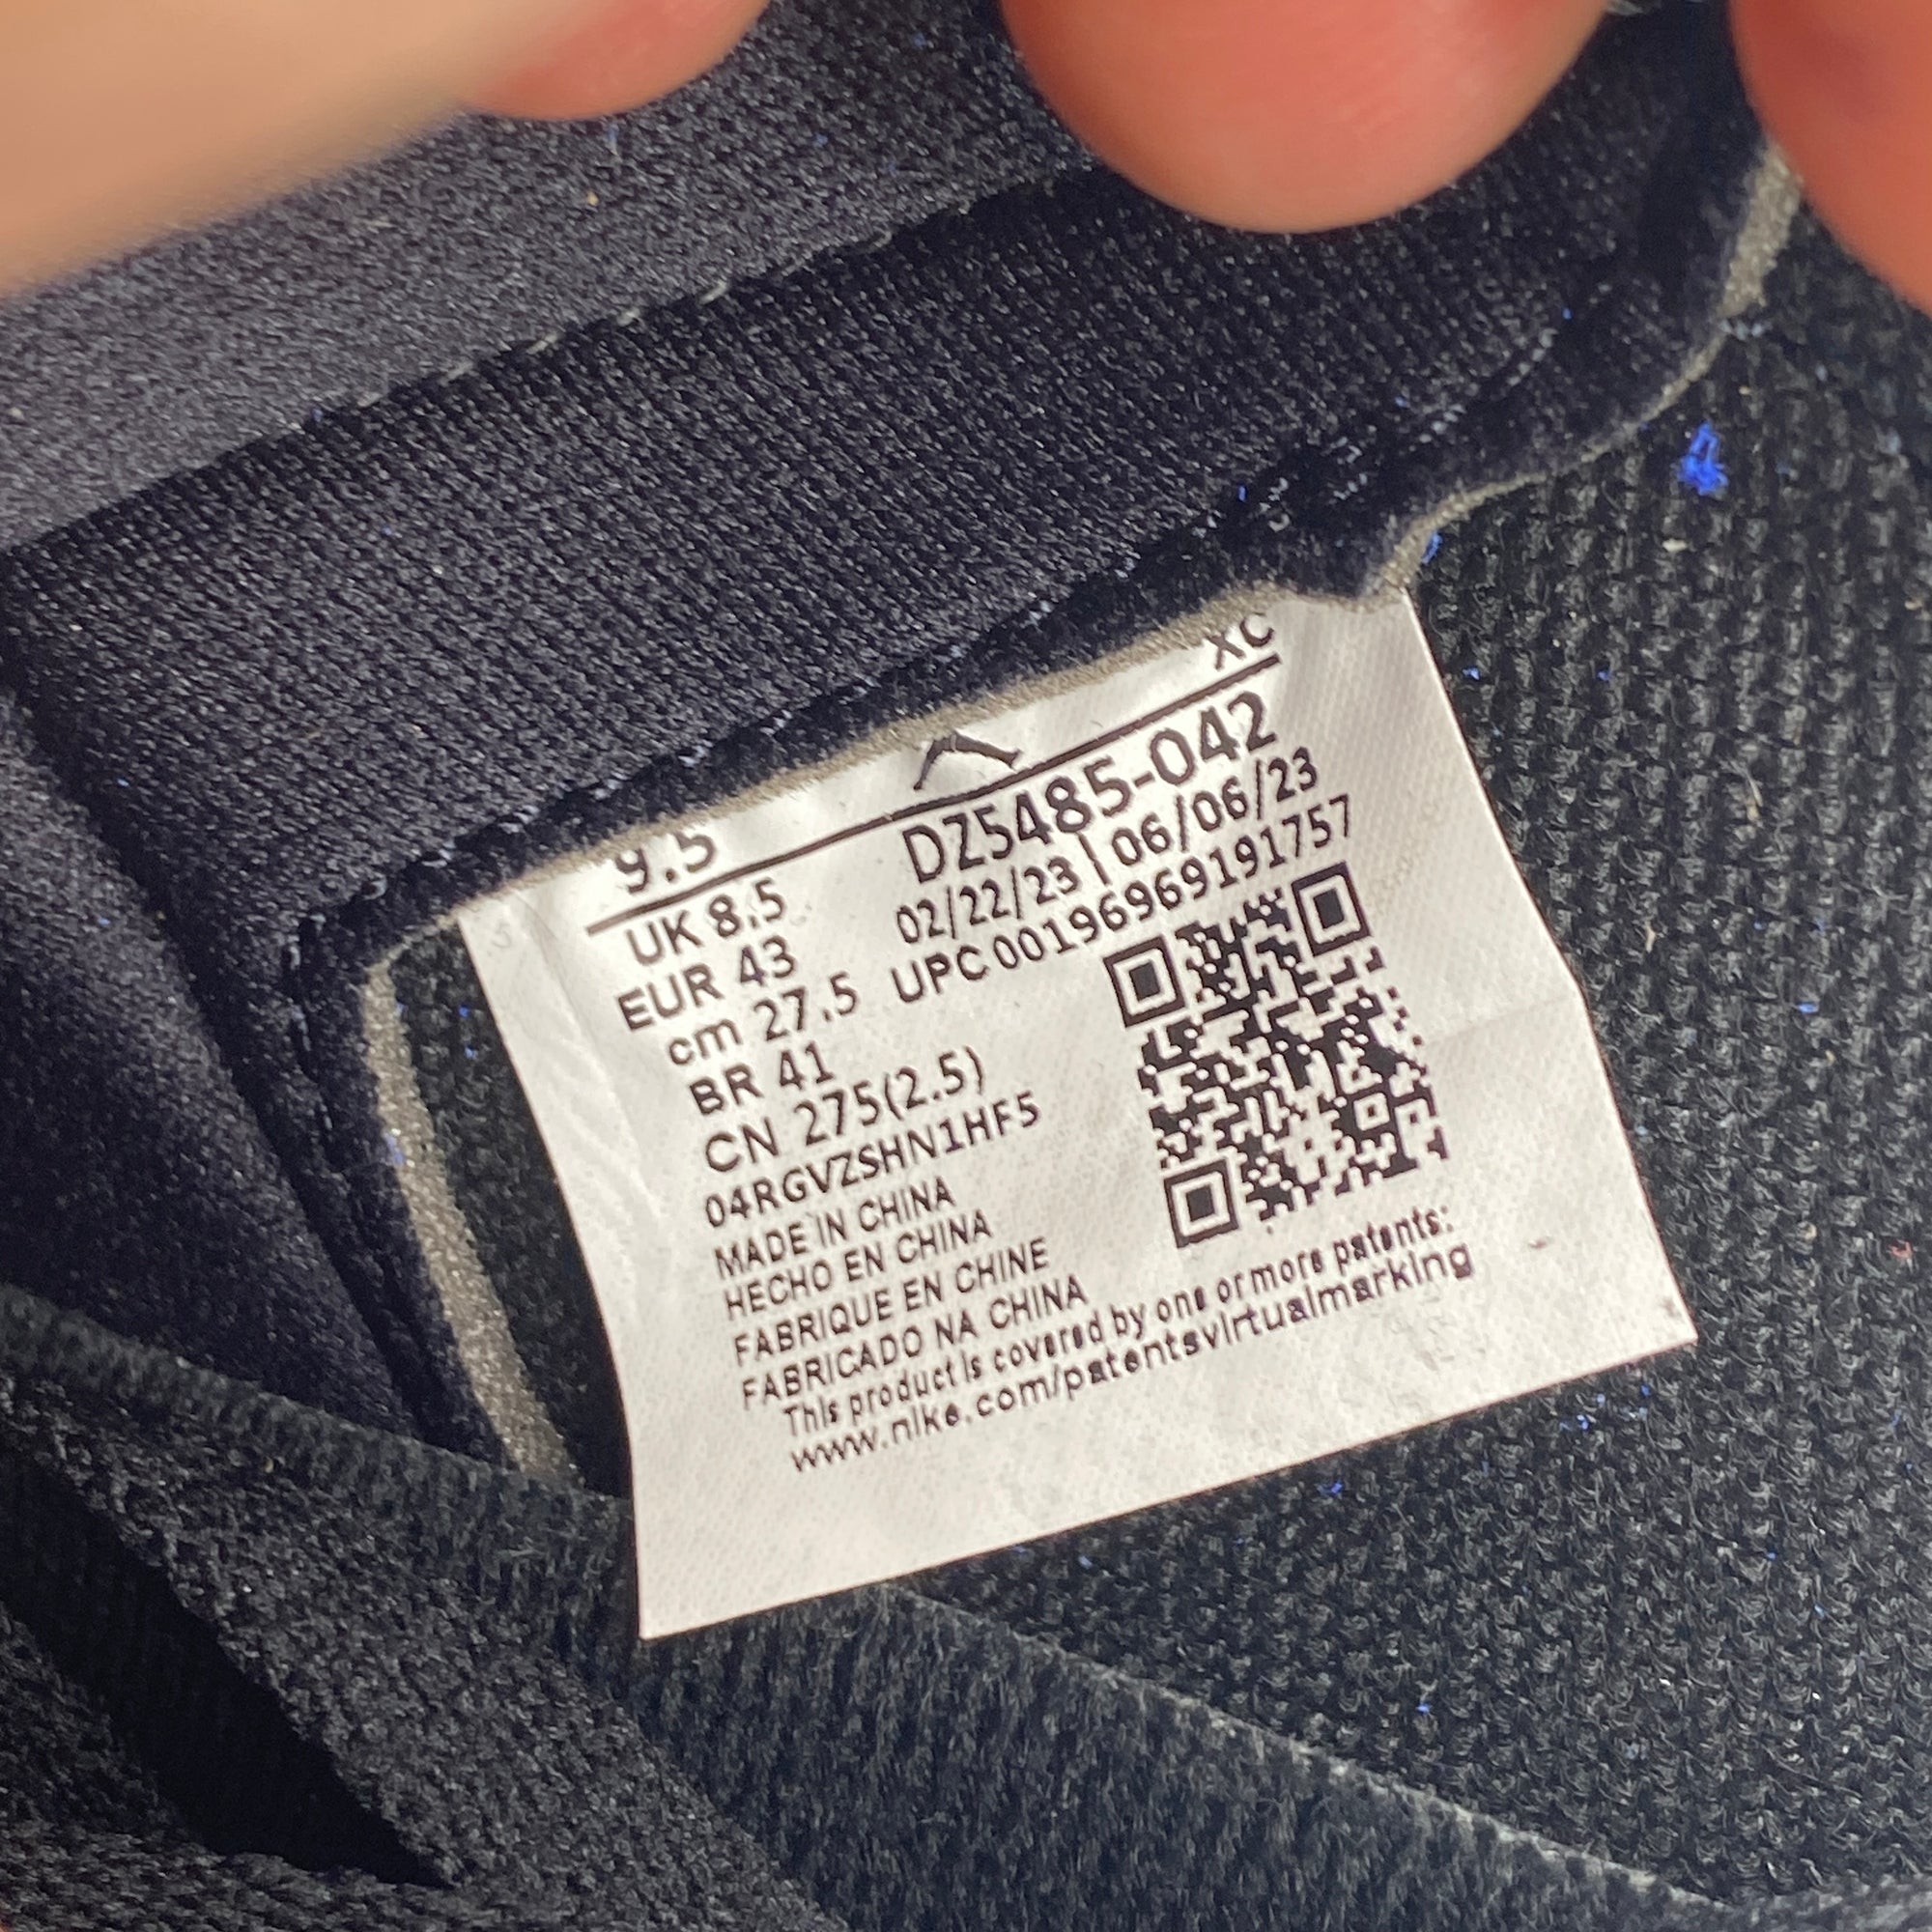 XC
9.5
DZ5485-042
UK 8.5
02/22/23 | 06/06/23
EUR 43
UPC 00196969191757
cm 27.5
BR 41
CN 275(2.5)
04RGVZSHN1HF5
MADE IN CHINA
HECHO EN CHINA
FABRIQUE EN CHINE
FABRICADO NA CHINA
This product is covered by one or more patents:
www.nike.com/patentsvirtualmarking